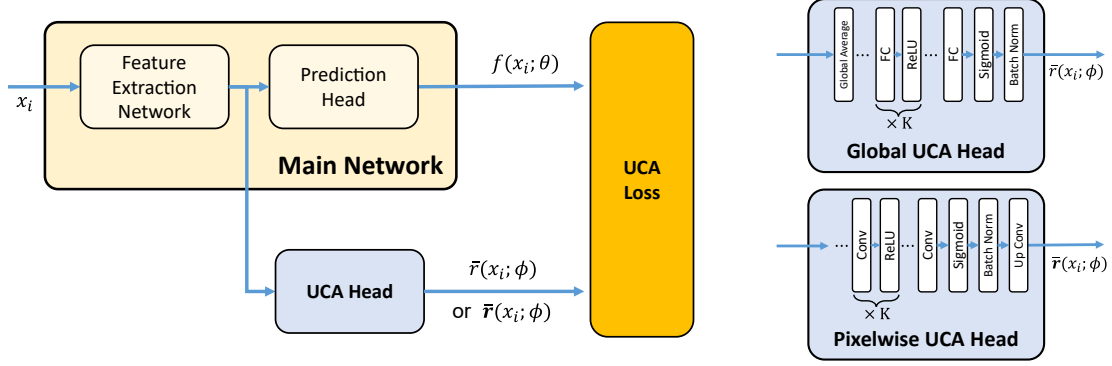 x_i
Feature
Extraction
Network
Prediction
Head
Main Network
f(x_i; θ)
UCA
Loss
UCA Head
r̄(x_i; ϕ)
or r̄(x_i; ϕ)
Global Average
...
FC
ReLU
...
FC
Sigmoid
Batch Norm
× K
r̄(x_i; ϕ)
Global UCA Head
...
Conv
ReLU
...
Conv
Sigmoid
Batch Norm
Up Conv
× K
r̄(x_i; ϕ)
Pixelwise UCA Head